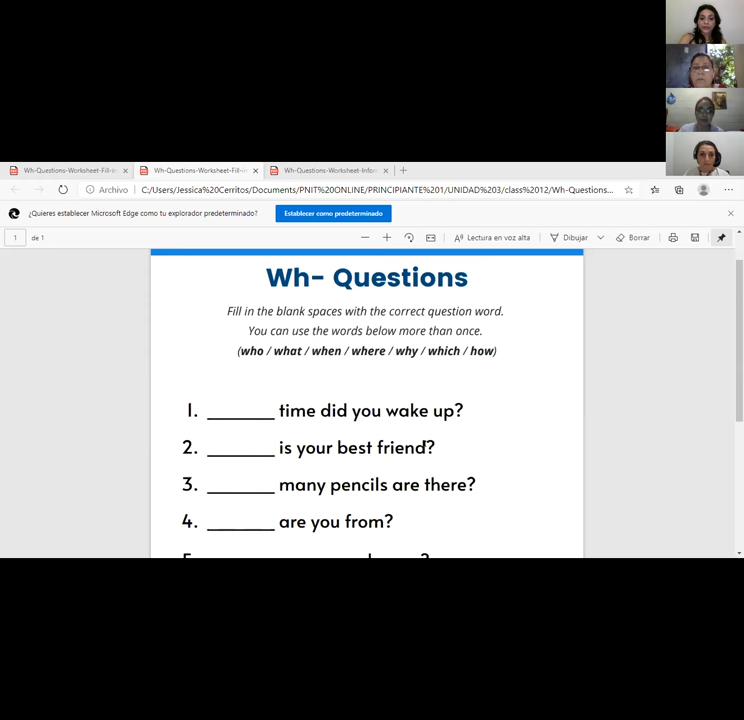 Wh-Questions-Worksheet-Fill-in
Wh-Questions-Worksheet-Fill-in
Wh-Questions-Worksheet-Infor
Archivo
C:/Users/Jessica%20Cerritos/Documents/PNIT%20ONLINE/PRINCIPIANTE%201/UNIDAD%203/class%2012/Wh-Questions...
¿Quieres establecer Microsoft Edge como tu explorador predeterminado?
Establecer como predeterminado
1 de 1
Lectura en voz alta
Dibujar
Borrar
Wh- Questions
Fill in the blank spaces with the correct question word.
You can use the words below more than once.
(who / what / when / where / why / which / how)
1. _______ time did you wake up?
2. _______ is your best friend?
3. _______ many pencils are there?
4. _______ are you from?